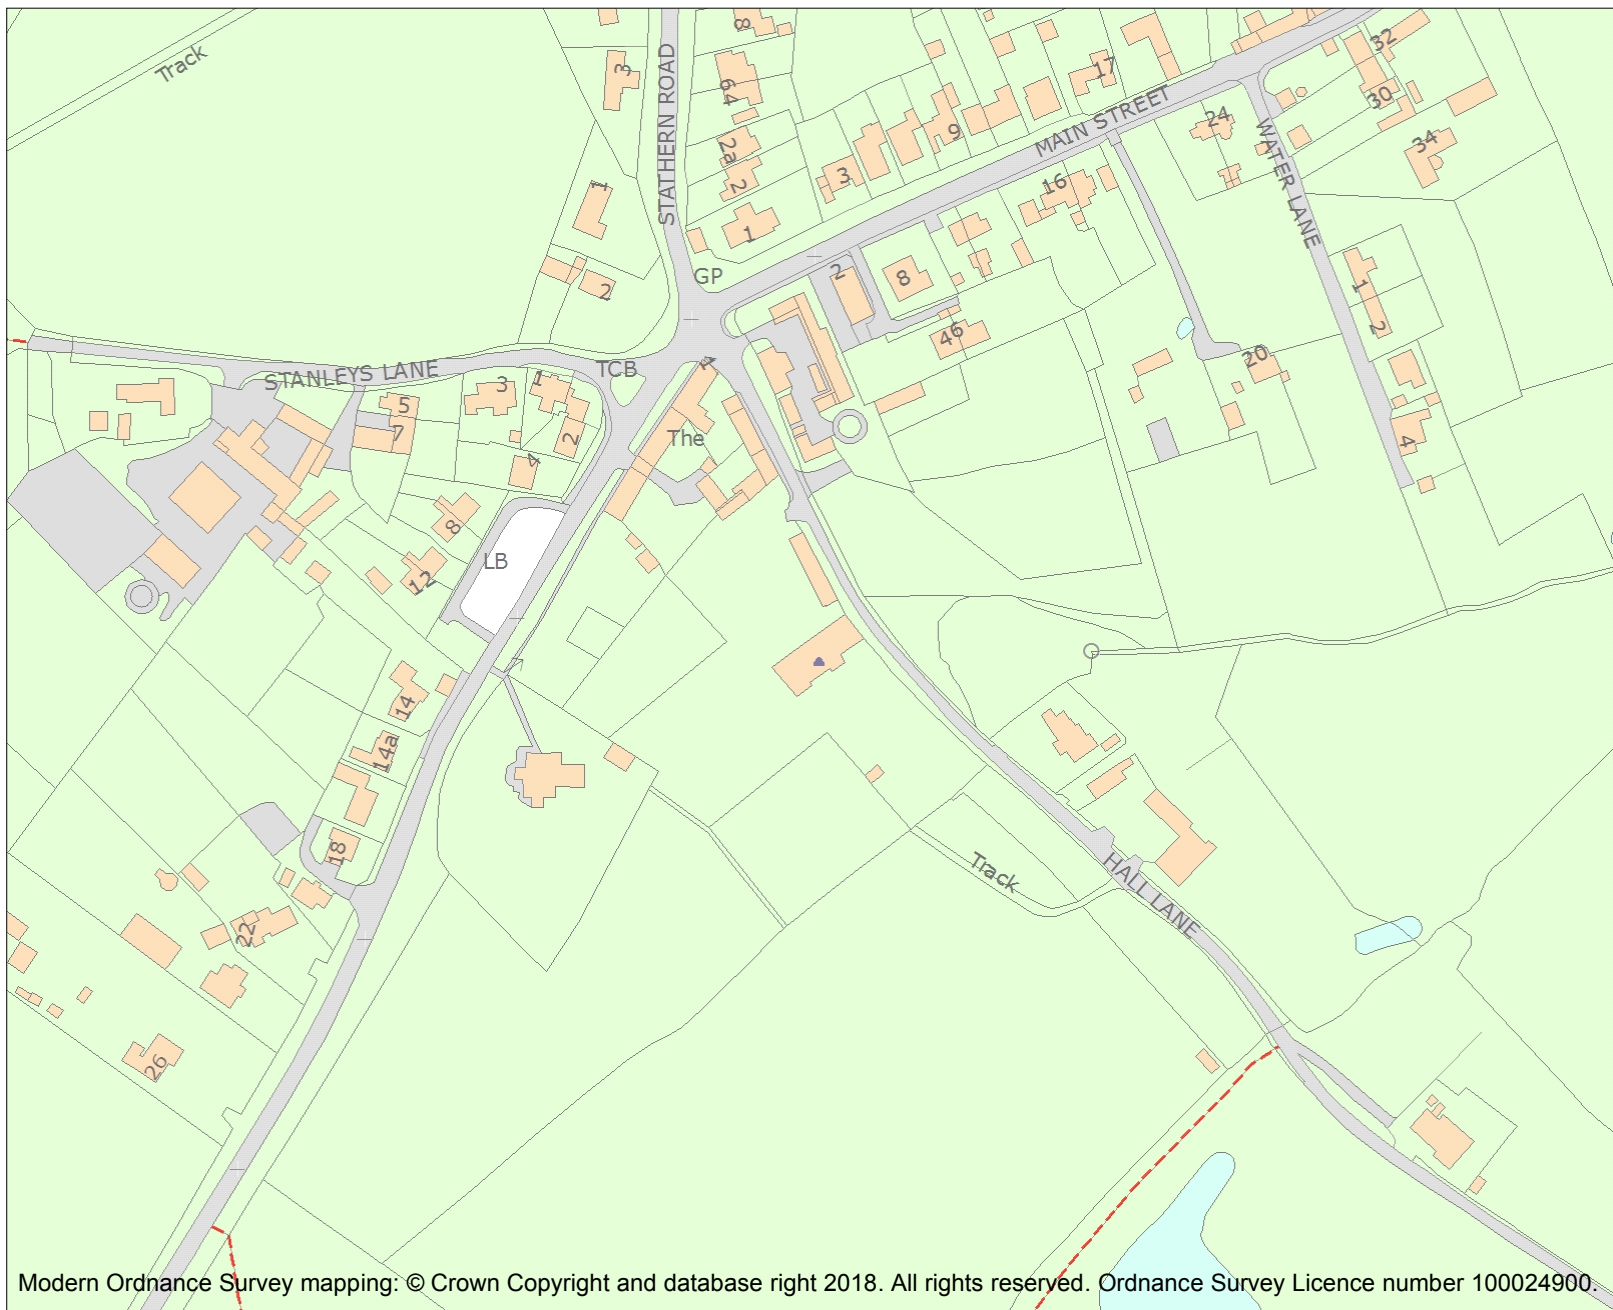 Track
3
8
64
2a
2
1
STATHERN ROAD
1
2
GP
3
9
17
MAIN STREET
16
24
WATER LANE
32
30
34
1
2
4
20
2
8
46
4
STANLEYS LANE
TCB
3
1
5
7
2
4
The
8
12
LB
14
14a
18
22
26
Track
HALL LANE
Modern Ordnance Survey mapping: © Crown Copyright and database right 2018. All rights reserved. Ordnance Survey Licence number 100024900.